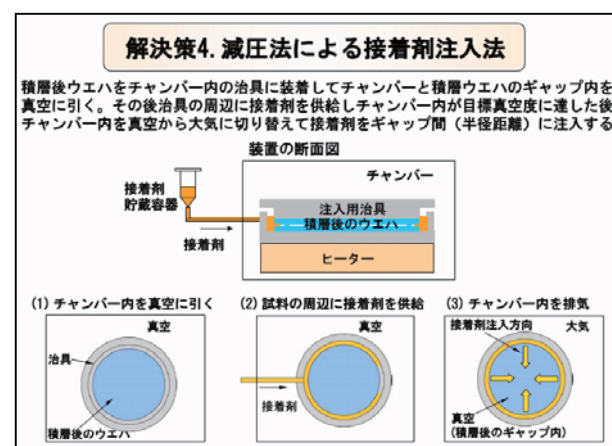 解決策4. 減圧法による接着剤注入法
積層後ウエハをチャンバー内の治具に装着してチャンバーと積層ウエハのギャップ内を
真空に引く。その後治具の周辺に接着剤を供給しチャンバー内が目標真空度に達した後
チャンバー内を真空から大気に切り替えて接着剤をギャップ間（半径距離）に注入する
装置の断面図
チャンバー
接着剤
貯蔵容器
接着剤
注入用治具
積層後のウエハ
ヒーター
(1) チャンバー内を真空に引く
真空
治具
積層後のウエハ
(2) 試料の周辺に接着剤を供給
真空
接着剤
(3) チャンバー内を排気
接着剤注入方向
大気
真空
(積層後のギャップ内)